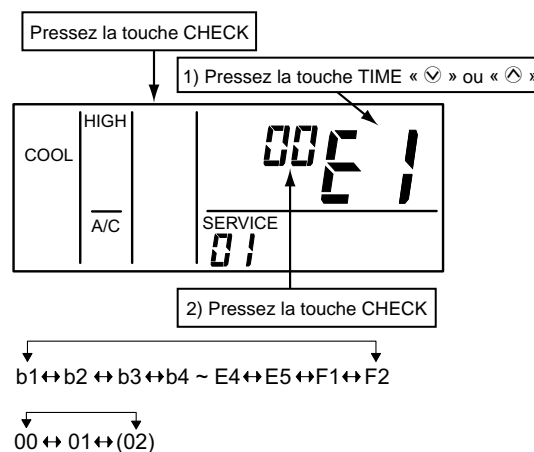 Pressez la touche CHECK
1) Pressez la touche TIME « ⌵ » ou « ⌃ »
HIGH
COOL
00 E1
A/C
SERVICE
01
2) Pressez la touche CHECK
b1↔b2 ↔ b3 ↔b4 ~ E4↔E5 ↔F1↔F2
00 ↔ 01↔(02)